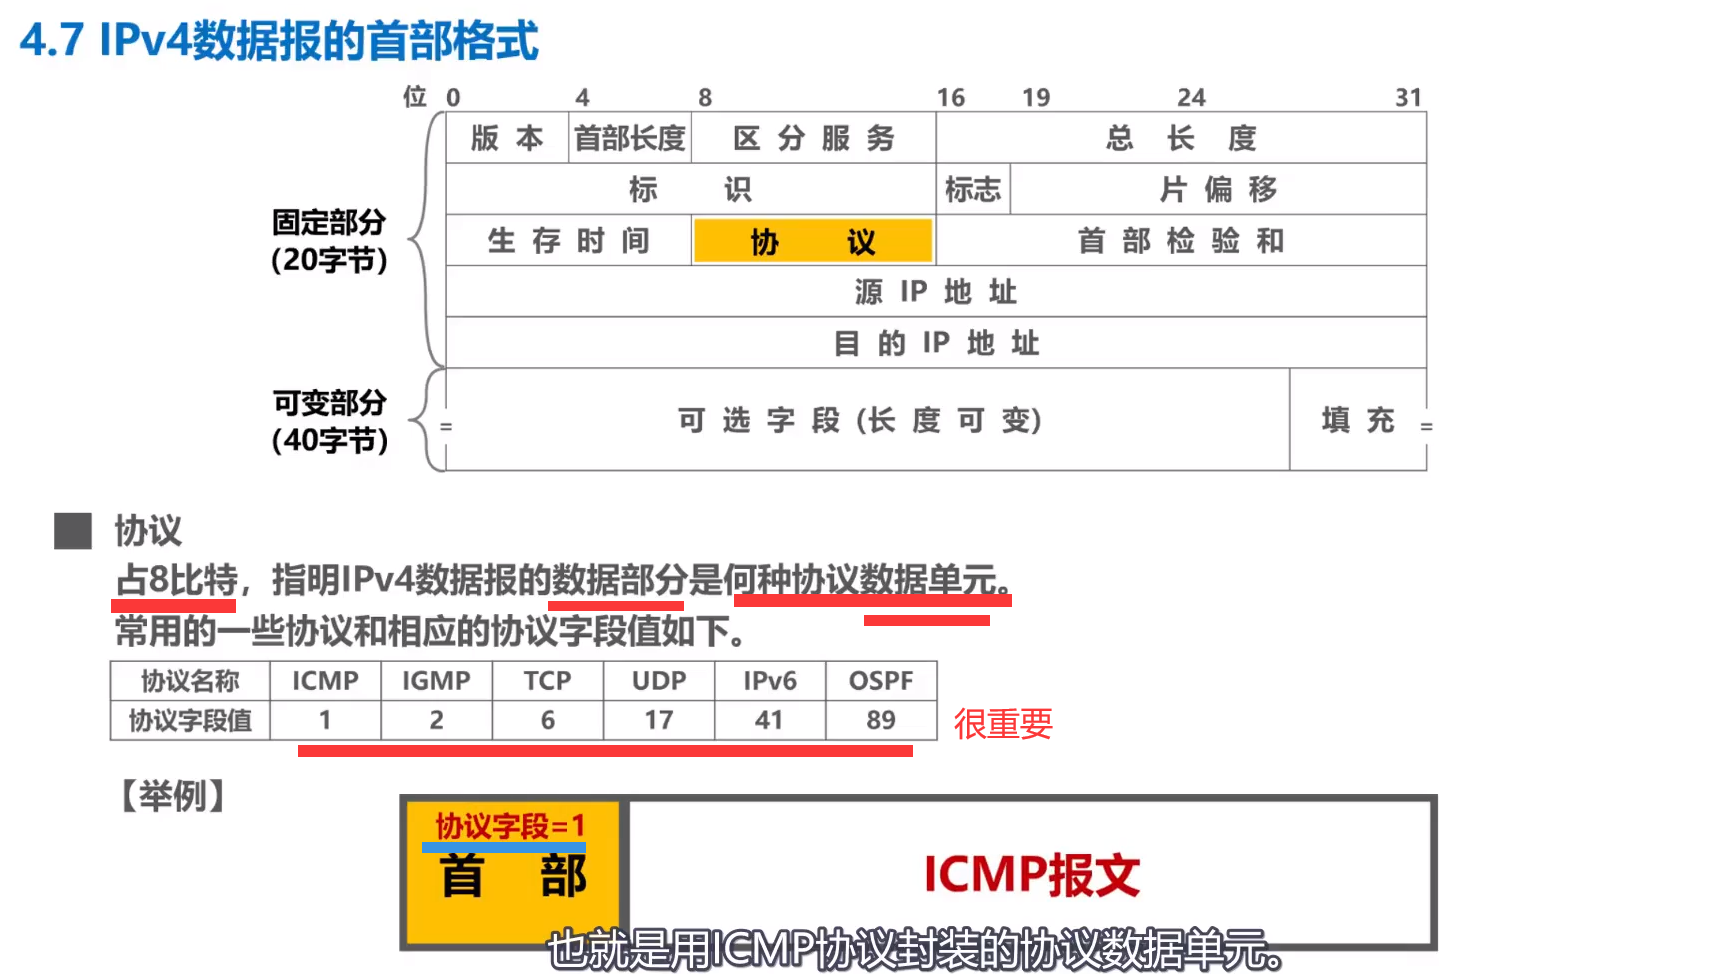 4.7 IPv4数据报的首部格式
位 0 4 8 16 19 24 31
版 本 首部长度 区 分 服 务 总 长 度
标 识 标志 片 偏 移
固定部分
(20字节)
生 存 时 间 协 议 首 部 检 验 和
源 IP 地 址
目 的 IP 地 址
可变部分
(40字节)
可 选 字 段 (长 度 可 变) 填 充
= =
协议
占8比特，指明IPv4数据报的数据部分是何种协议数据单元。
常用的一些协议和相应的协议字段值如下。
协议名称 ICMP IGMP TCP UDP IPv6 OSPF
协议字段值 1 2 6 17 41 89 很重要
【举例】
协议字段=1
首 部 ICMP报文
也就是用ICMP协议封装的协议数据单元。